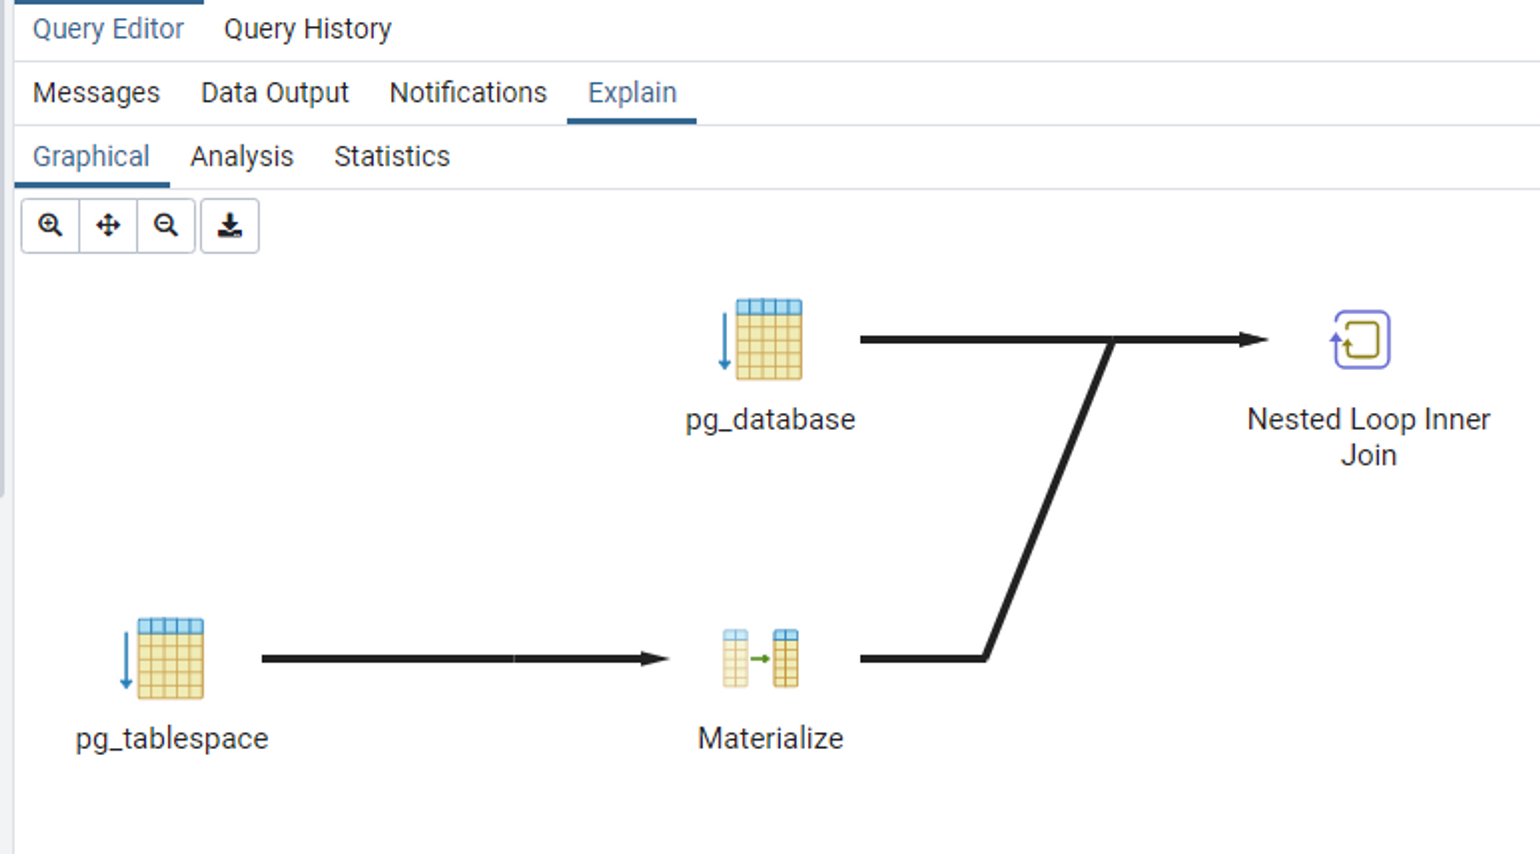 Query Editor Query History
Messages Data Output Notifications Explain
Graphical Analysis Statistics
pg_database
Nested Loop Inner
Join
pg_tablespace
Materialize